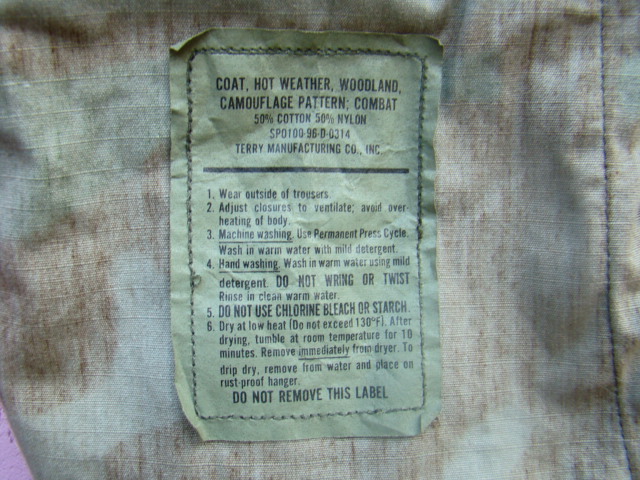 COAT, HOT WEATHER, WOODLAND,
CAMOUFLAGE PATTERN; COMBAT
50% COTTON 50% NYLON
SPO100-96-D-0314
TERRY MANUFACTURING CO., INC.
1. Wear outside of trousers.
2. Adjust closures to ventilate; avoid over-
heating of body.
3. Machine washing. Use Permanent Press Cycle.
Wash in warm water with mild detergent.
4. Hand washing. Wash in warm water using mild
detergent. DO NOT WRING OR TWIST
Rinse in clean warm water.
5. DO NOT USE CHLORINE BLEACH OR STARCH.
6. Dry at low heat (Do not exceed 130°F). After
drying, tumble at room temperature for 10
minutes. Remove immediately from dryer. To
drip dry, remove from water and place on
rust-proof hanger.
DO NOT REMOVE THIS LABEL